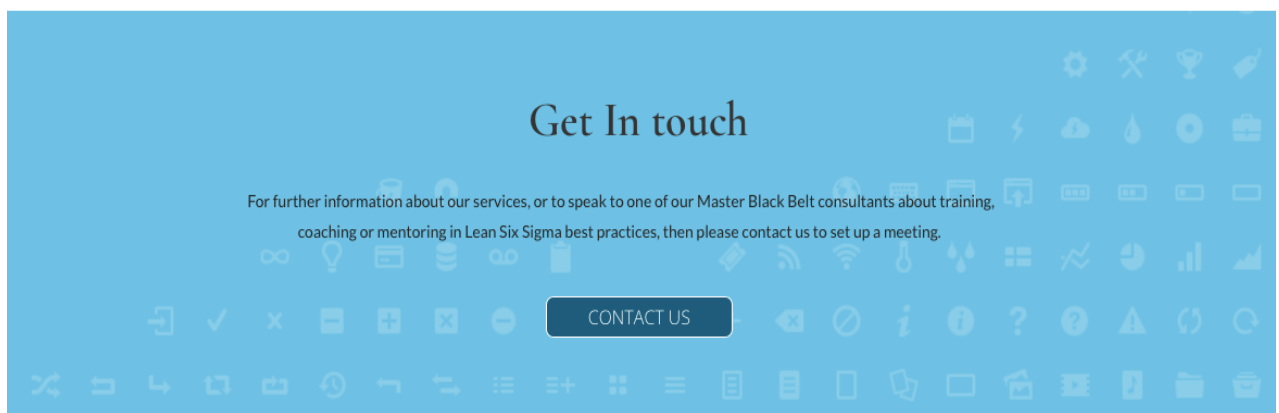 Get In touch
For further information about our services, or to speak to one of our Master Black Belt consultants about training,
coaching or mentoring in Lean Six Sigma best practices, then please contact us to set up a meeting.
CONTACT US